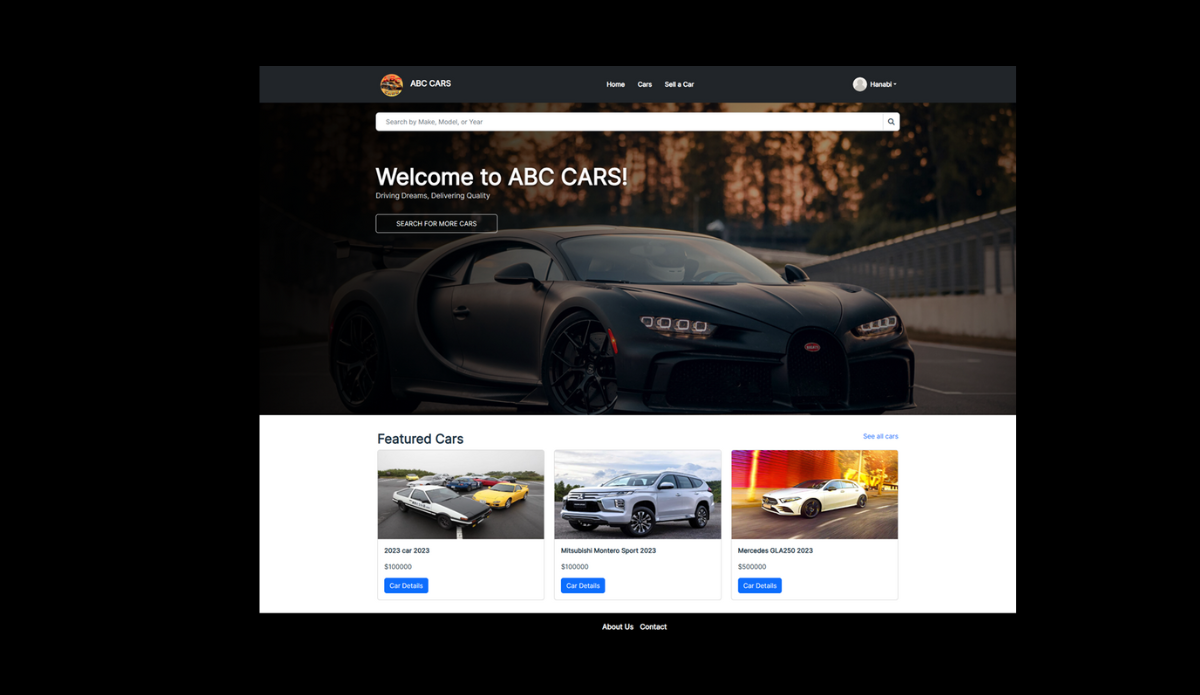 ABC CARS
Home Cars Sell a Car
Hanabi
Search by Make, Model, or Year
Welcome to ABC CARS!
Driving Dreams, Delivering Quality
SEARCH FOR MORE CARS
Featured Cars
See all cars
2023 car 2023
$100000
Car Details
Mitsubishi Montero Sport 2023
$100000
Car Details
Mercedes GLA250 2023
$500000
Car Details
About Us Contact